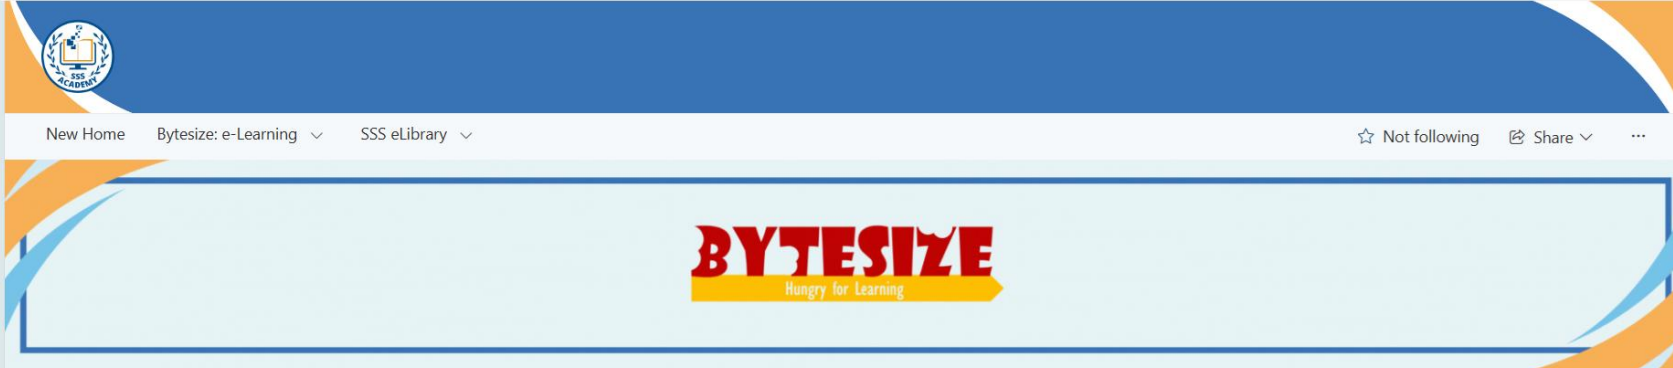 SSS
ACADEMY
New Home Bytesize: e-Learning SSS eLibrary Not following Share ...
BYTESIZE
Hungry for Learning